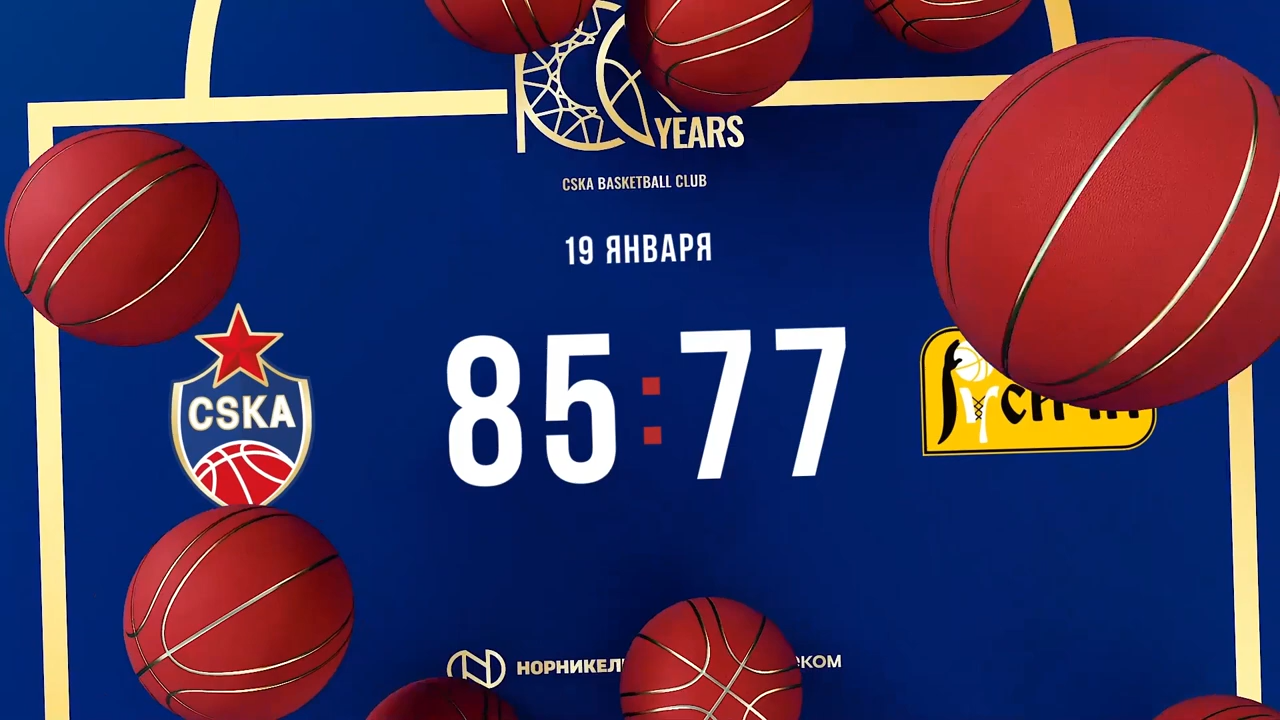 YEARS
CSKA BASKETBALL CLUB
19 ЯНВАРЯ
85:77
CSKA